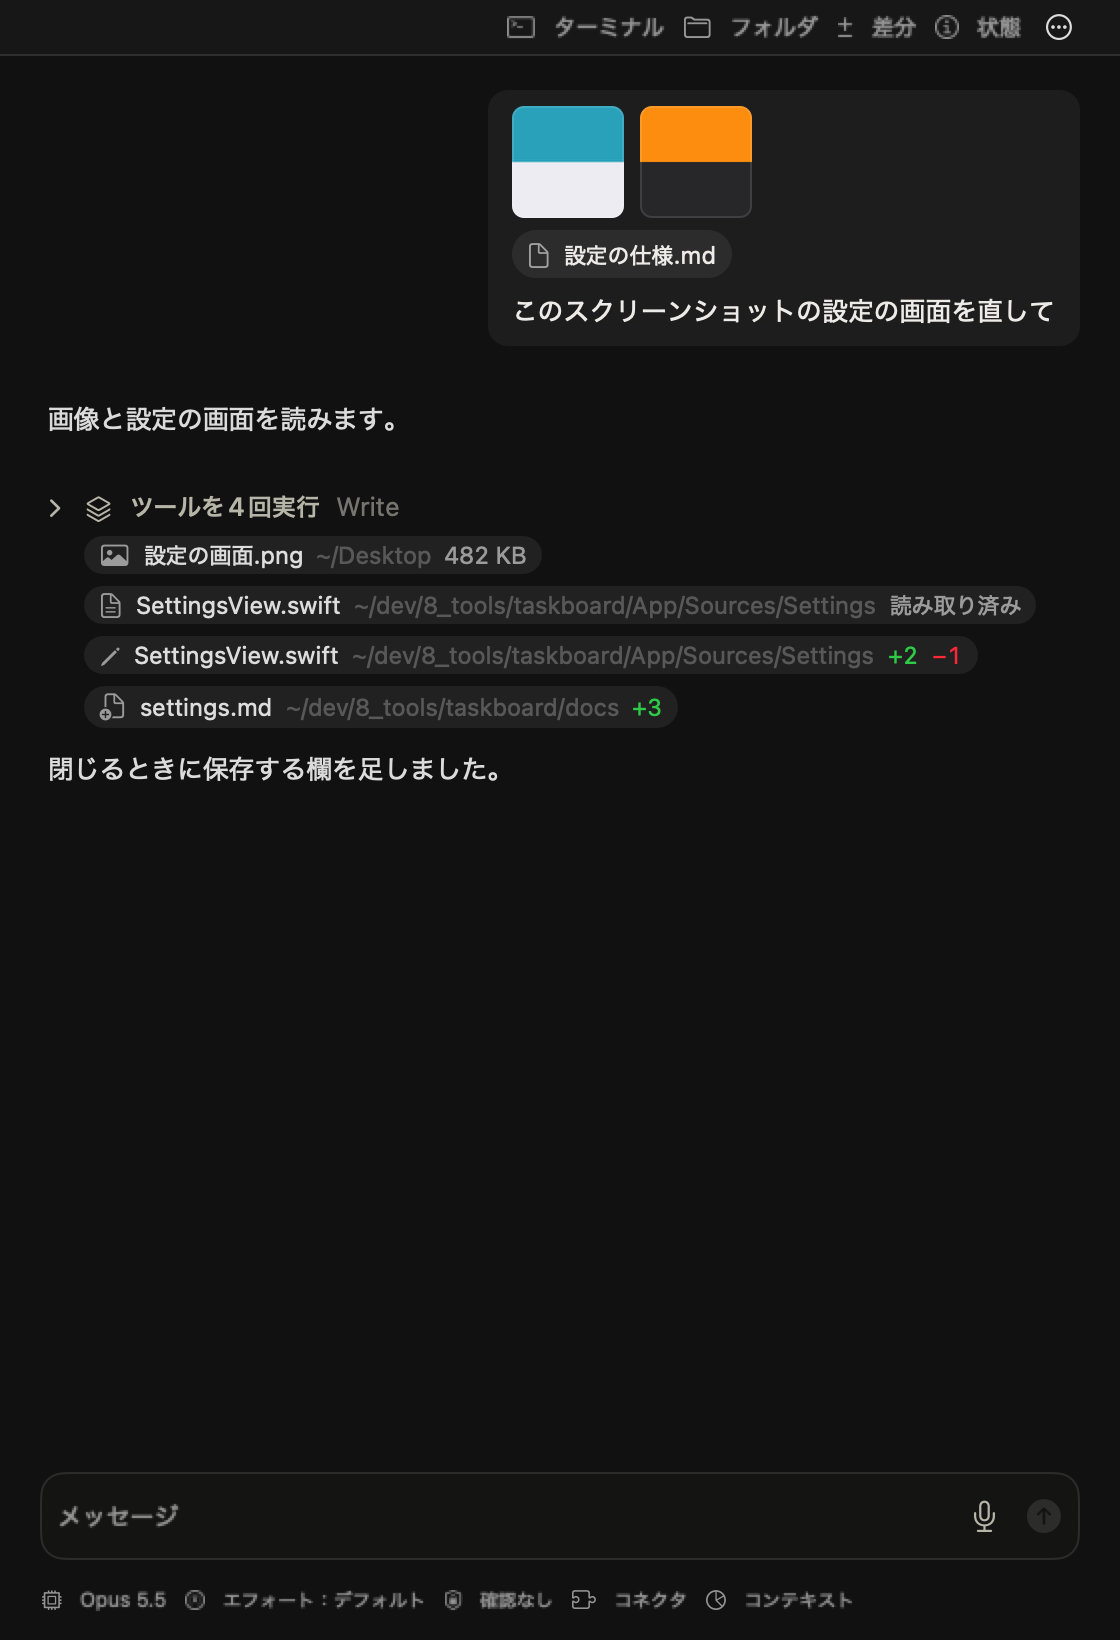 ターミナル フォルダ 差分 状態
設定の仕様.md
このスクリーンショットの設定の画面を直して
画像と設定の画面を読みます。
ツールを4回実行 Write
設定の画面.png ~/Desktop 482 KB
SettingsView.swift ~/dev/8_tools/taskboard/App/Sources/Settings 読み取り済み
SettingsView.swift ~/dev/8_tools/taskboard/App/Sources/Settings +2 −1
settings.md ~/dev/8_tools/taskboard/docs +3
閉じるときに保存する欄を足しました。
メッセージ
Opus 5.5 エフォート：デフォルト 確認なし コネクタ コンテキスト